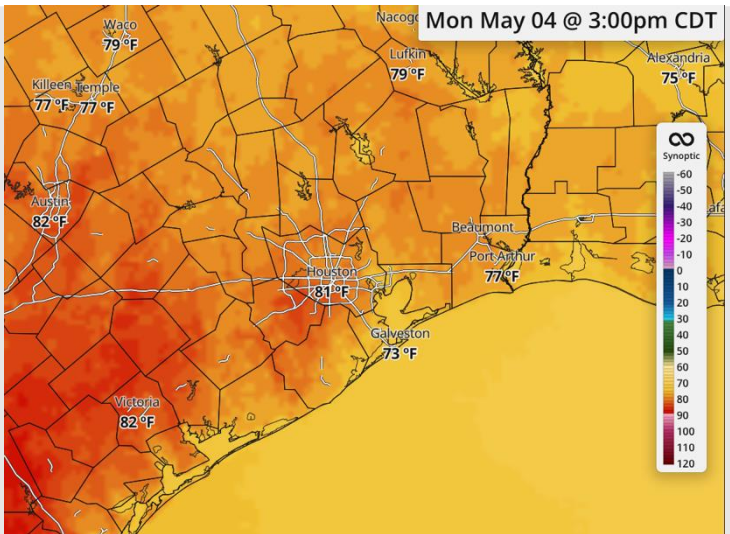 Mon May 04 @ 3:00pm CDT
Waco
79 °F
Nacogd
Lufkin
79 °F
Alexandria
75 °F
Killeen
77 °F
Temple
77 °F
Synoptic
-60
-50
-40
-30
-20
-10
0
10
20
30
40
50
60
70
80
90
100
110
120
Austin
82 °F
Beaumont
Port Arthur
77 °F
Houston
81 °F
Galveston
73 °F
Victoria
82 °F